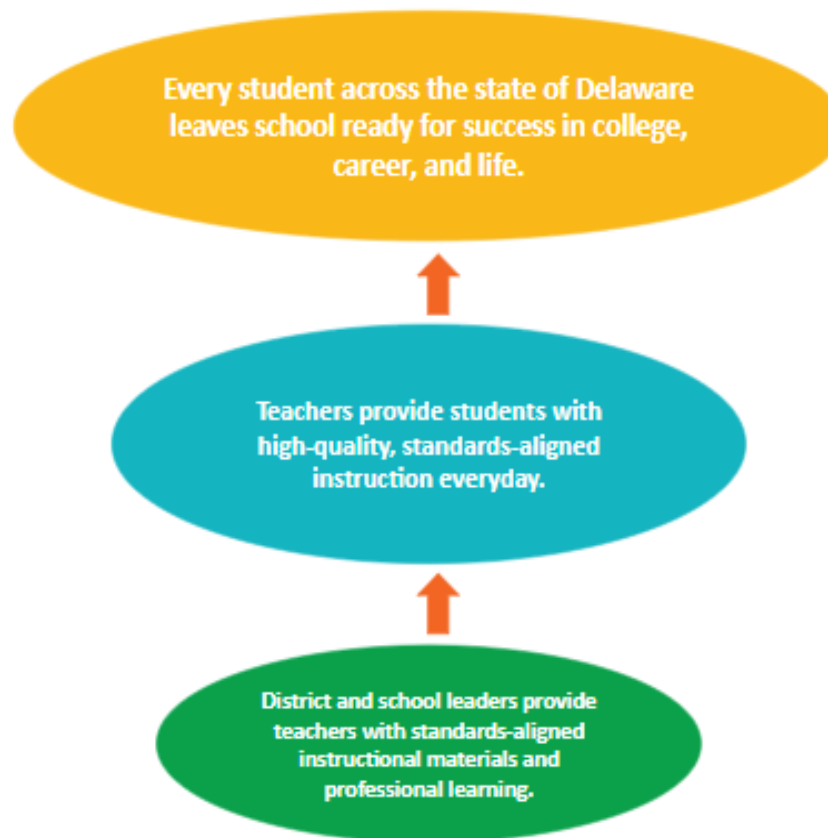 Every student across the state of Delaware
leaves school ready for success in college,
career, and life.
Teachers provide students with
high-quality, standards-aligned
instruction everyday.
District and school leaders provide
teachers with standards-aligned
instructional materials and
professional learning.